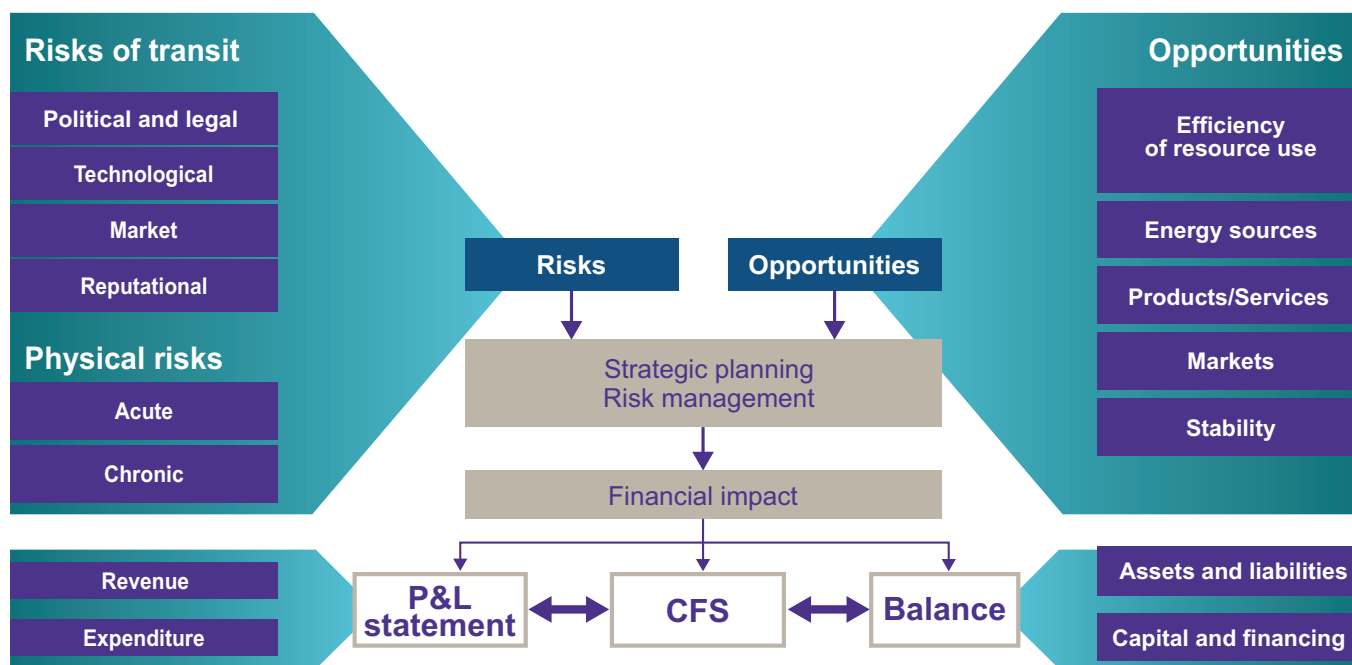 Risks of transit
Political and legal
Technological
Market
Reputational
Physical risks
Acute
Chronic
Opportunities
Efficiency
of resource use
Energy sources
Products/Services
Markets
Stability
Risks
Opportunities
Strategic planning
Risk management
Financial impact
Revenue
Expenditure
P&L
statement
CFS
Balance
Assets and liabilities
Capital and financing